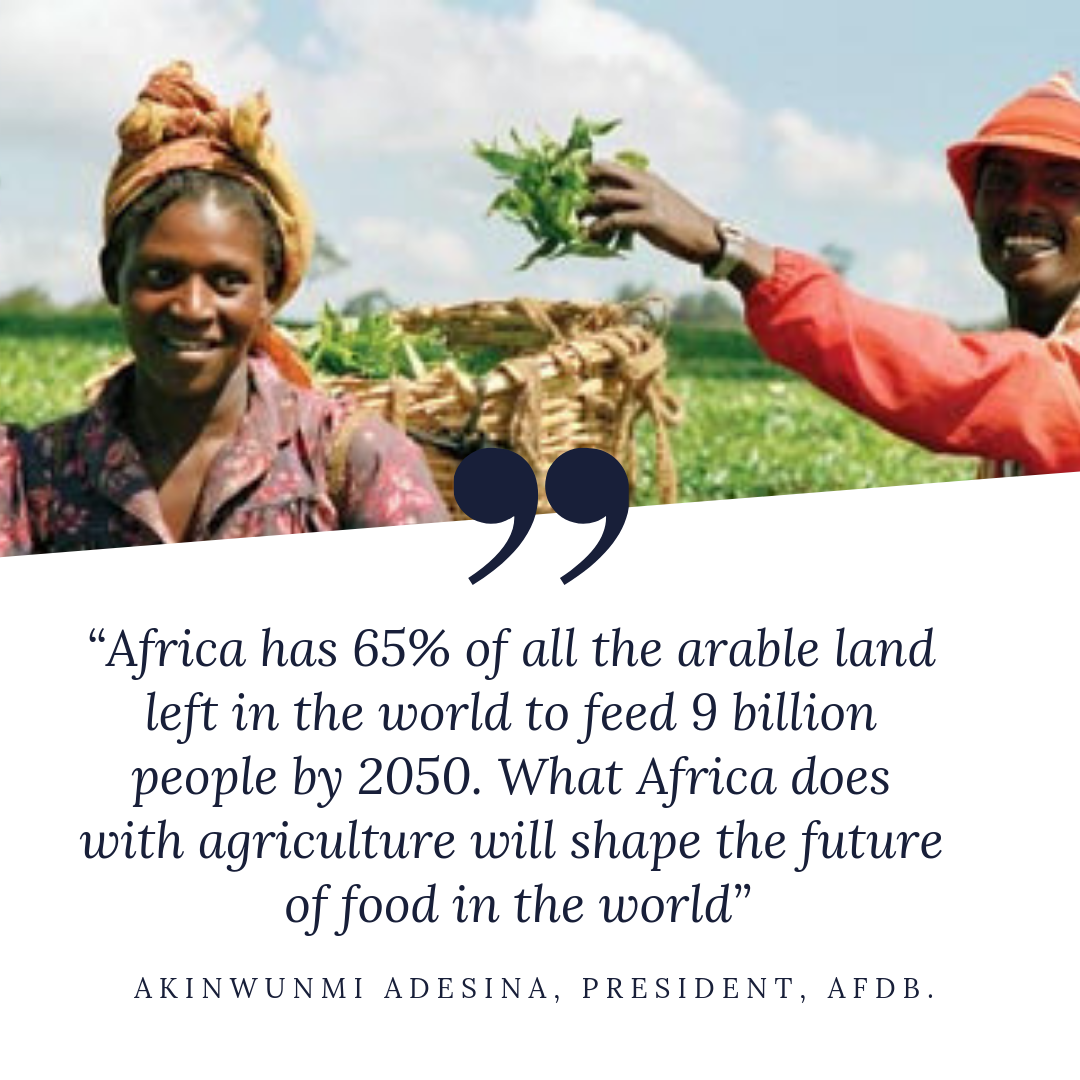 ”
“Africa has 65% of all the arable land
left in the world to feed 9 billion
people by 2050. What Africa does
with agriculture will shape the future
of food in the world”
AKINWUNMI ADESINA, PRESIDENT, AFDB.